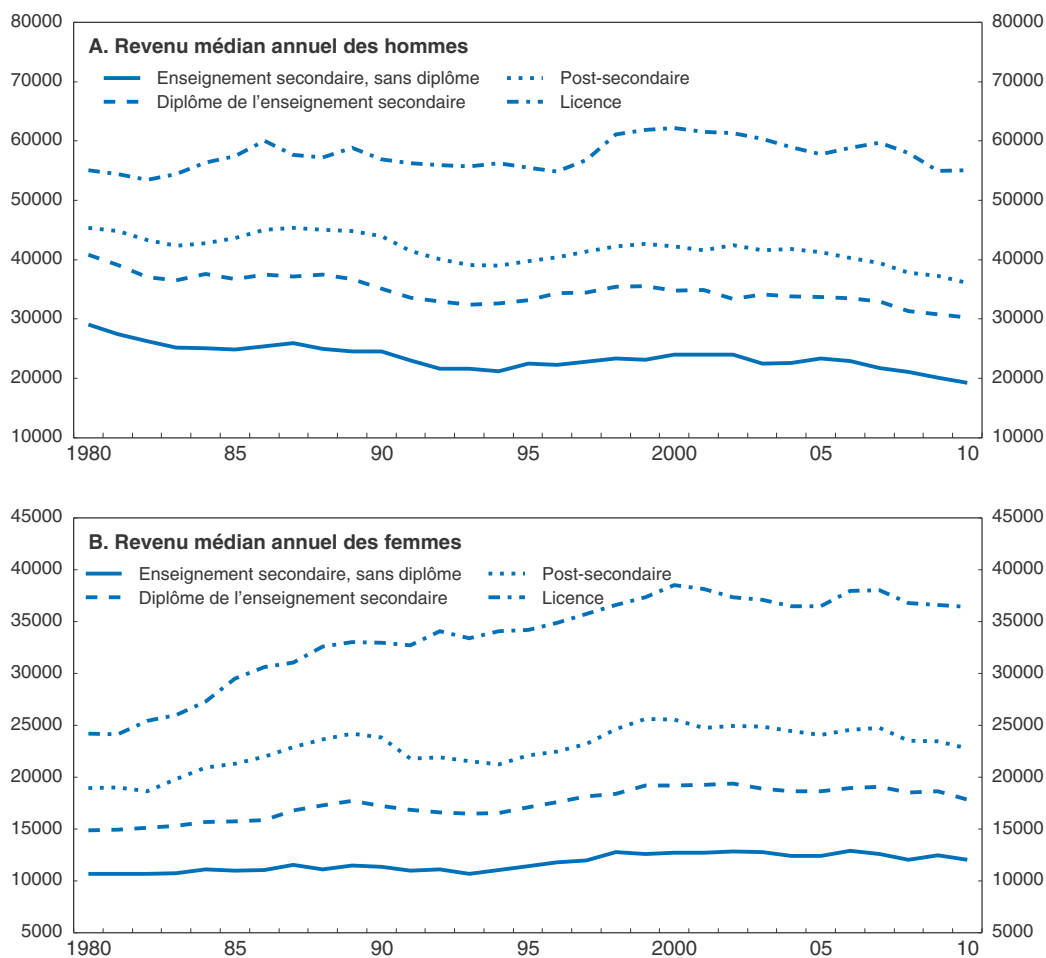 80000 80000
A. Revenu médian annuel des hommes
70000 70000
Enseignement secondaire, sans diplôme Post-secondaire
Diplôme de l'enseignement secondaire Licence
60000 60000
50000 50000
40000 40000
30000 30000
20000 20000
10000 10000
1980 85 90 95 2000 05 10
45000 45000
B. Revenu médian annuel des femmes
40000 40000
Enseignement secondaire, sans diplôme Post-secondaire
Diplôme de l'enseignement secondaire Licence
35000 35000
30000 30000
25000 25000
20000 20000
15000 15000
10000 10000
5000 5000
1980 85 90 95 2000 05 10